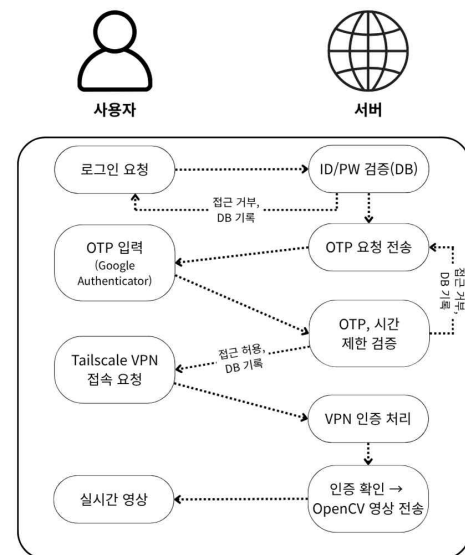 사용자
서버
로그인 요청
ID/PW 검증(DB)
접근 거부,
DB 기록
OTP 입력
(Google
Authenticator)
OTP 요청 전송
접근 거부,
DB 기록
OTP, 시간
제한 검증
접근 허용,
DB 기록
Tailscale VPN
접속 요청
VPN 인증 처리
실시간 영상
인증 확인 →
OpenCV 영상 전송